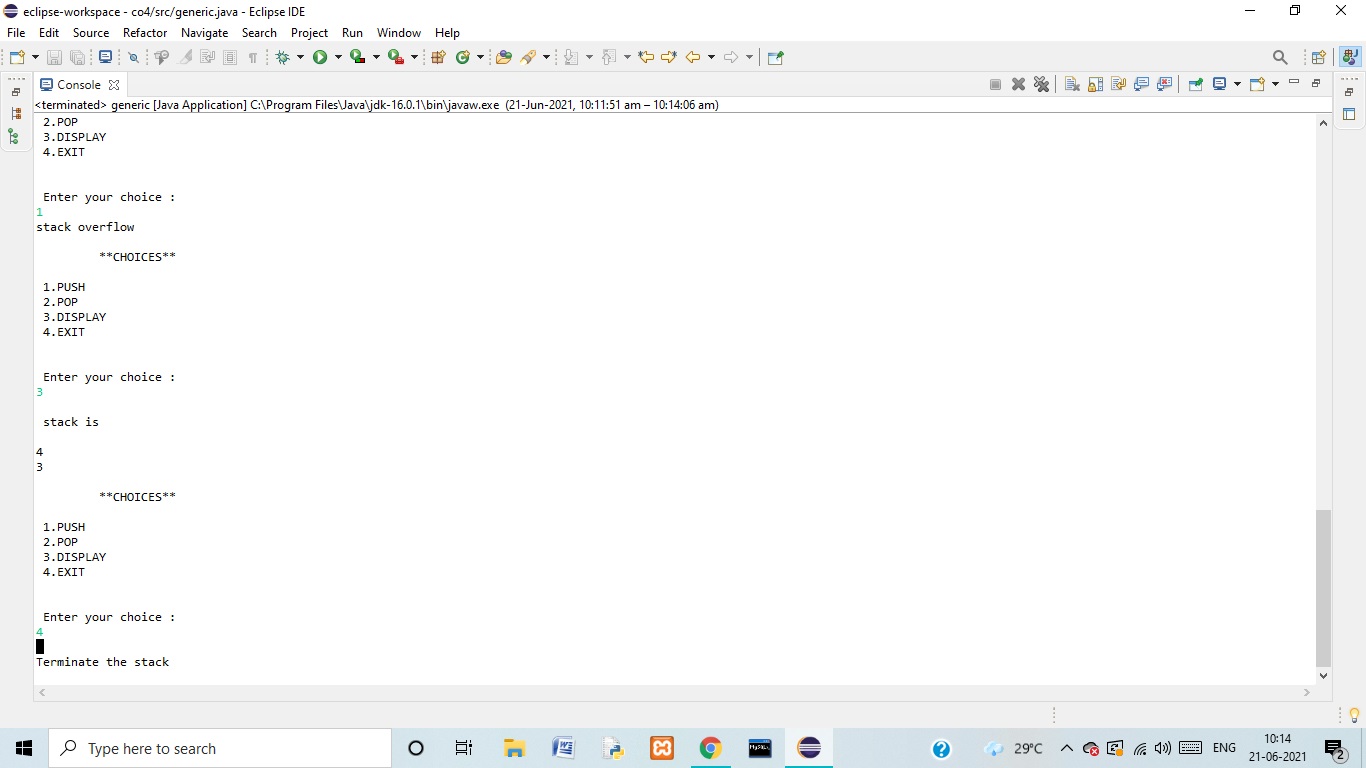 eclipse-workspace - co4/src/generic.java - Eclipse IDE
File Edit Source Refactor Navigate Search Project Run Window Help
Console
<terminated> generic [Java Application] C:\Program Files\Java\jdk-16.0.1\bin\javaw.exe (21-Jun-2021, 10:11:51 am – 10:14:06 am)
2.POP
3.DISPLAY
4.EXIT
Enter your choice :
1
stack overflow
**CHOICES**
1.PUSH
2.POP
3.DISPLAY
4.EXIT
Enter your choice :
3
stack is
4
3
**CHOICES**
1.PUSH
2.POP
3.DISPLAY
4.EXIT
Enter your choice :
4
Terminate the stack
Type here to search
29°C
ENG
10:14
21-06-2021
2